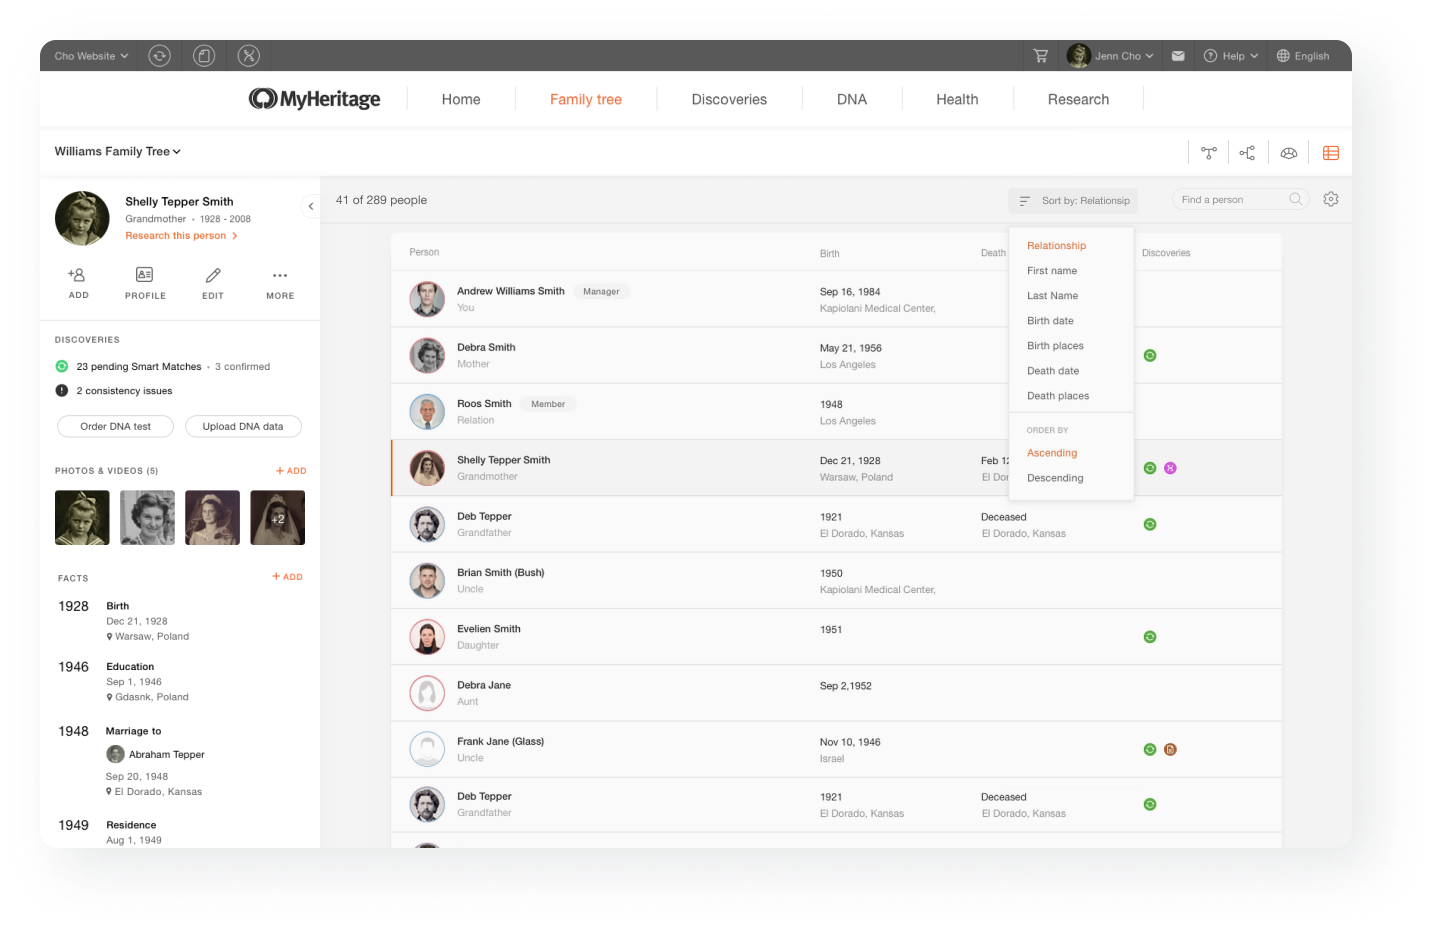 Cho Website
Jenn Cho
Help
English
MyHeritage
Home
Family tree
Discoveries
DNA
Health
Research
Williams Family Tree
Shelly Tepper Smith
Grandmother • 1928 - 2008
Research this person
ADD
PROFILE
EDIT
MORE
DISCOVERIES
23 pending Smart Matches • 3 confirmed
2 consistency issues
Order DNA test
Upload DNA data
PHOTOS & VIDEOS (5)
+ ADD
+2
FACTS
+ ADD
1928
Birth
Dec 21, 1928
Warsaw, Poland
1946
Education
Sep 1, 1946
Gdasnk, Poland
1948
Marriage to
Abraham Tepper
Sep 20, 1948
El Dorado, Kansas
1949
Residence
Aug 1, 1949
41 of 289 people
Sort by: Relationsip
Find a person
Relationship
First name
Last Name
Birth date
Birth places
Death date
Death places
ORDER BY
Ascending
Descending
Person
Birth
Death
Discoveries
Andrew Williams Smith
Manager
You
Sep 16, 1984
Kapiolani Medical Center,
Debra Smith
Mother
May 21, 1956
Los Angeles
Roos Smith
Member
Relation
1948
Los Angeles
Shelly Tepper Smith
Grandmother
Dec 21, 1928
Warsaw, Poland
Feb 12
El Dor
Deb Tepper
Grandfather
1921
El Dorado, Kansas
Deceased
El Dorado, Kansas
Brian Smith (Bush)
Uncle
1950
Kapiolani Medical Center,
Evelien Smith
Daughter
1951
Debra Jane
Aunt
Sep 2,1952
Frank Jane (Glass)
Uncle
Nov 10, 1946
Israel
Deb Tepper
Grandfather
1921
El Dorado, Kansas
Deceased
El Dorado, Kansas